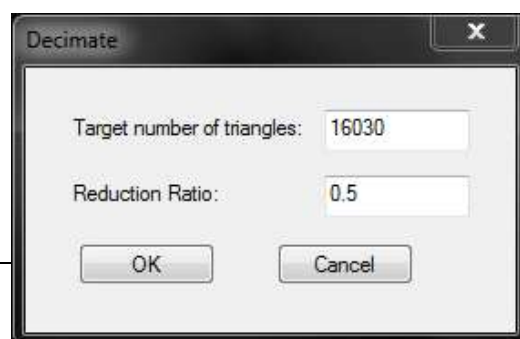 Decimate
Target number of triangles: 16030
Reduction Ratio: 0.5
OK Cancel